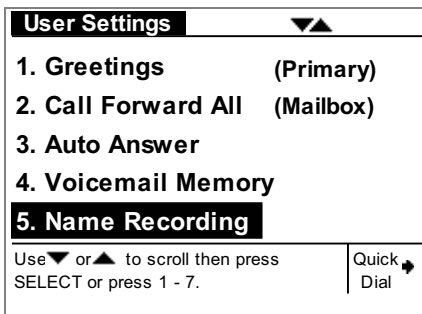 User Settings ▼▲
1. Greetings (Primary)
2. Call Forward All (Mailbox)
3. Auto Answer
4. Voicemail Memory
5. Name Recording
Use▼ or▲ to scroll then press
SELECT or press 1 - 7.
Quick
Dial